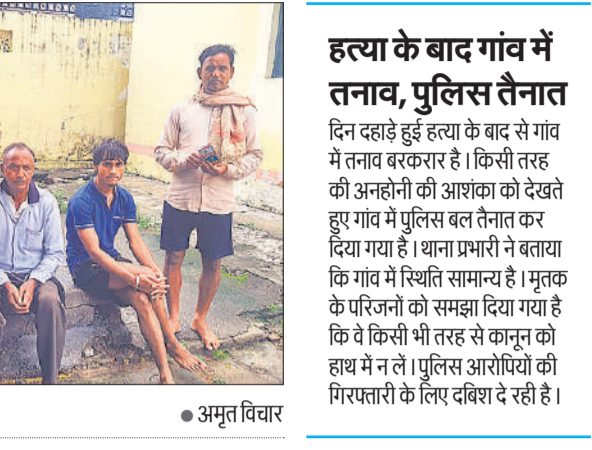 ● अमृत विचार
हत्या के बाद गांव में
तनाव, पुलिस तैनात
दिन दहाड़े हुई हत्या के बाद से गांव
में तनाव बरकरार है। किसी तरह
की अनहोनी की आशंका को देखते
हुए गांव में पुलिस बल तैनात कर
दिया गया है। थाना प्रभारी ने बताया
कि गांव में स्थिति सामान्य है। मृतक
के परिजनों को समझा दिया गया है
कि वे किसी भी तरह से कानून को
हाथ में न लें। पुलिस आरोपियों की
गिरफ्तारी के लिए दबिश दे रही है।